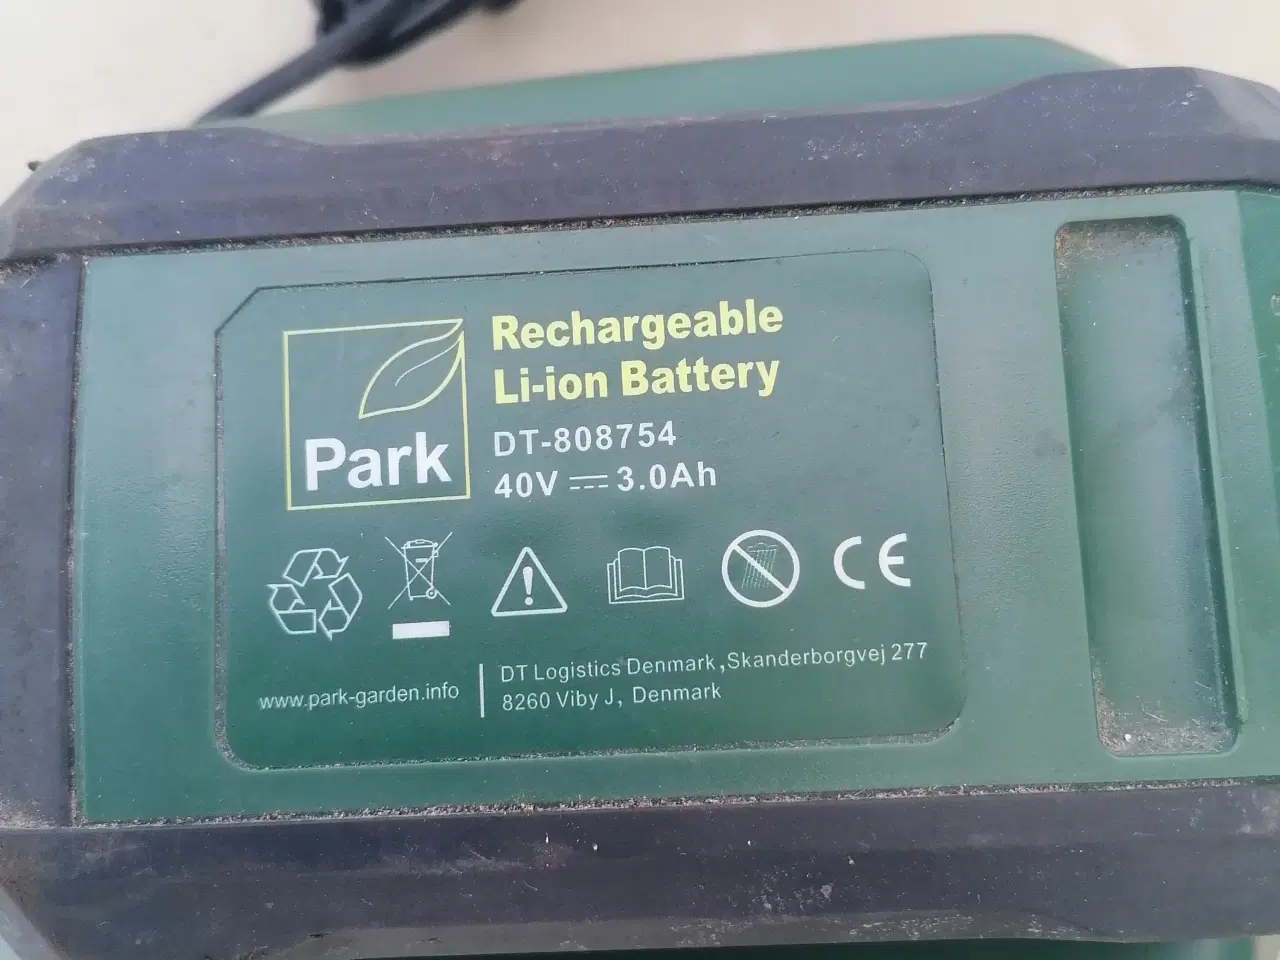 Park
Rechargeable
Li-ion Battery
DT-808754
40V ⎓ 3.0Ah
CE
www.park-garden.info
DT Logistics Denmark,Skanderborgvej 277
8260 Viby J, Denmark